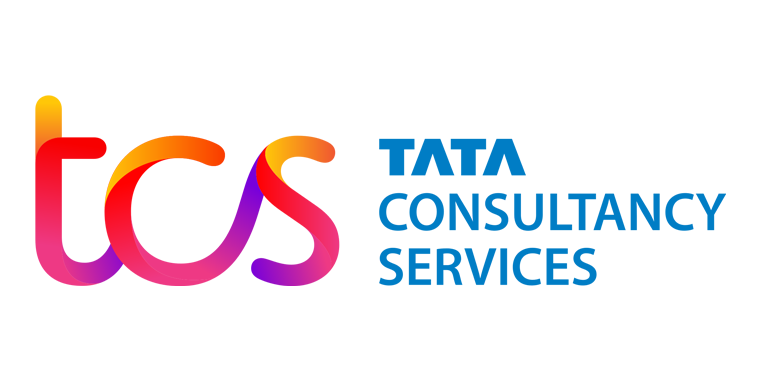 tcs
TATA
CONSULTANCY
SERVICES